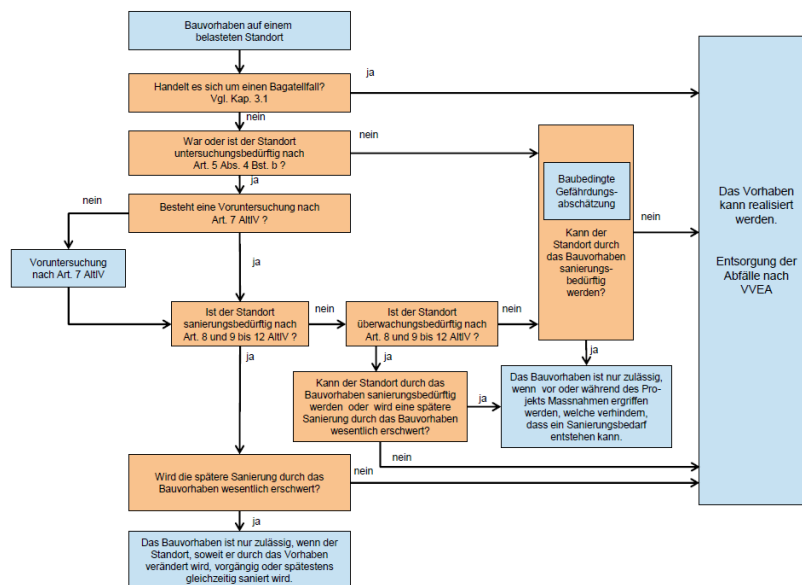 Bauvorhaben auf einem
belasteten Standort
ja
Handelt es sich um einen Bagatellfall?
Vgl. Kap. 3.1
nein
War oder ist der Standort
untersuchungsbedürftig nach
Art. 5 Abs. 4 Bst. b ?
nein
ja
Baubedingte
Gefährdungs-
abschätzung
Kann der
Standort durch
das Bauvorhaben
sanierungs-
bedürftig
werden?
nein
Das Vorhaben
kann realisiert
werden.
Entsorgung der
Abfälle nach
VVEA
nein
Besteht eine Voruntersuchung nach
Art. 7 AltlV ?
Voruntersuchung
nach Art. 7 AltlV
ja
Ist der Standort
sanierungsbedürftig nach
Art. 8 und 9 bis 12 AltlV ?
nein
Ist der Standort
überwachungsbedürftig nach
Art. 8 und 9 bis 12 AltlV ?
nein
ja
ja
ja
Kann der Standort durch das
Bauvorhaben sanierungsbedürftig
werden oder wird eine spätere
Sanierung durch das Bauvorhaben
wesentlich erschwert?
ja
Das Bauvorhaben ist nur zulässig,
wenn vor oder während des Pro-
jekts Massnahmen ergriffen
werden, welche verhindern,
dass ein Sanierungsbedarf
entstehen kann.
nein
Wird die spätere Sanierung durch das
Bauvorhaben wesentlich erschwert?
nein
ja
Das Bauvorhaben ist nur zulässig, wenn der
Standort, soweit er durch das Vorhaben
verändert wird, vorgängig oder spätestens
gleichzeitig saniert wird.